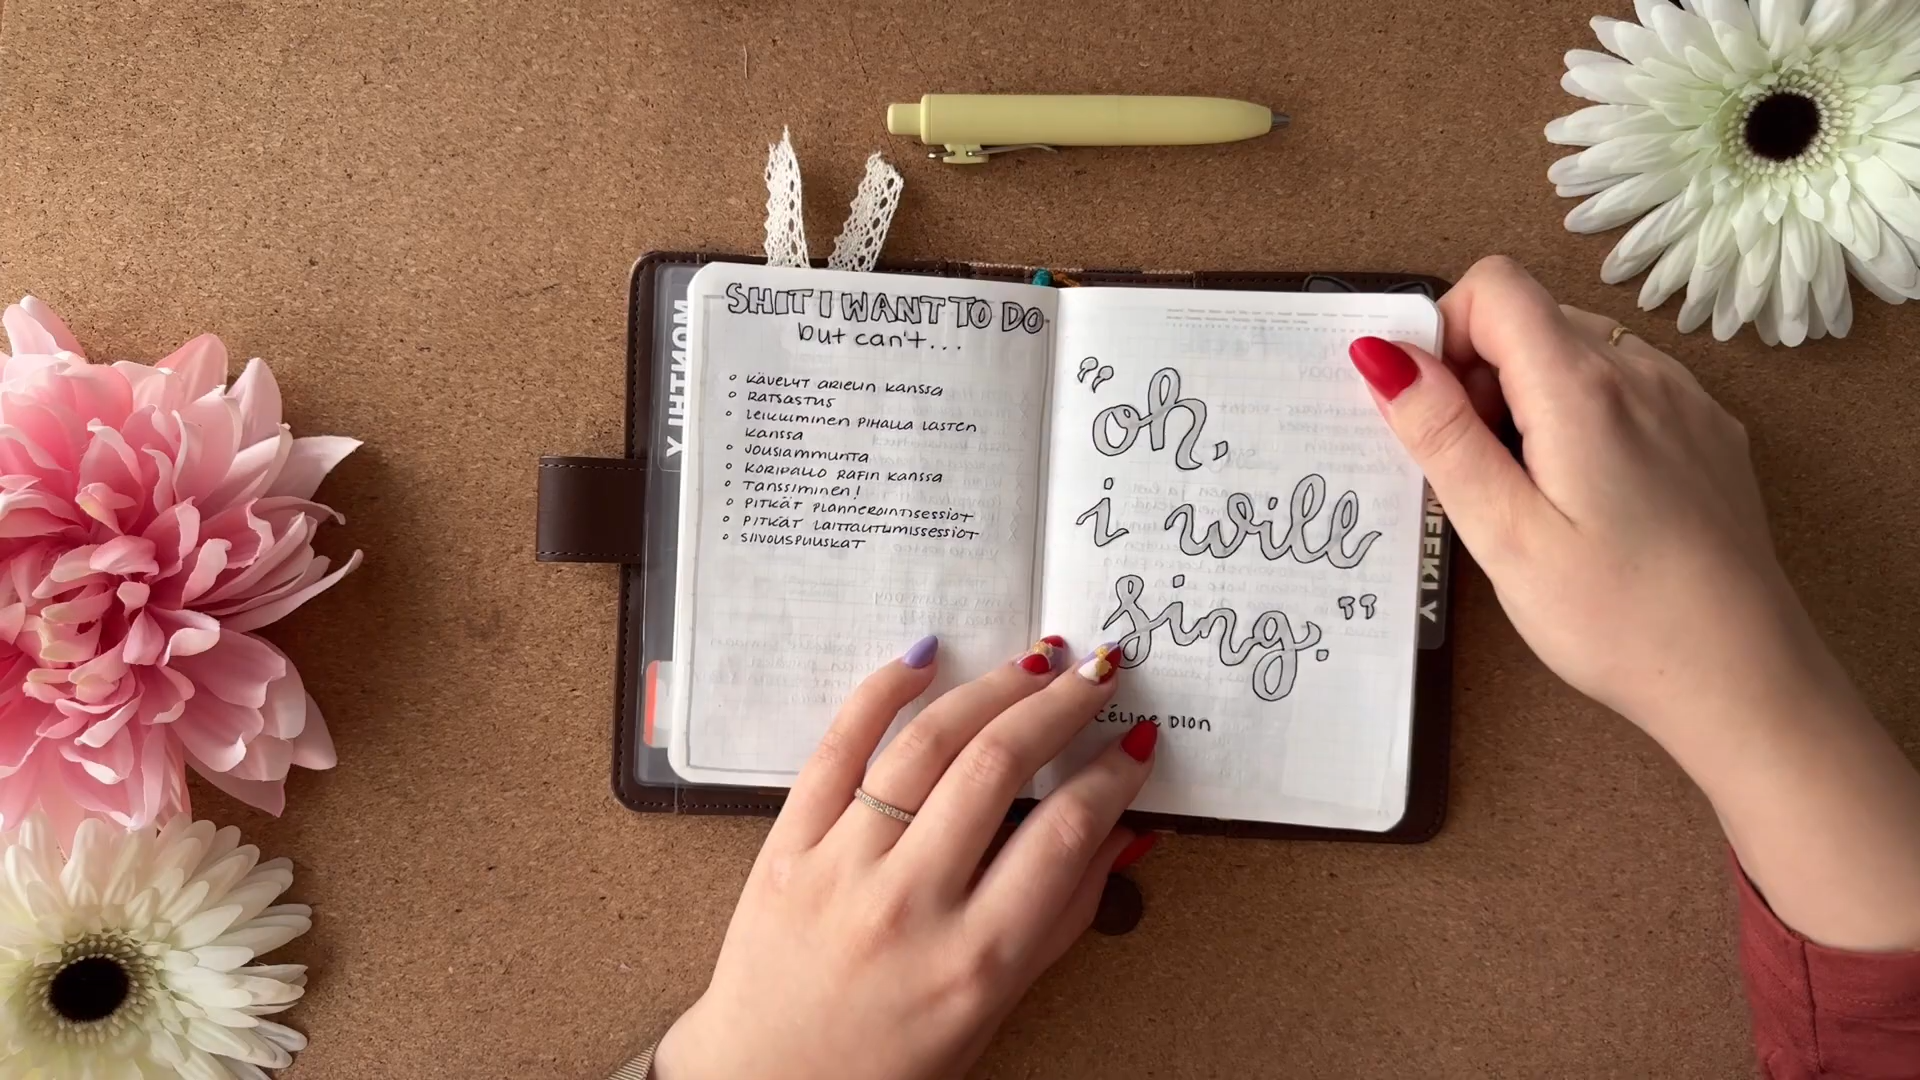 SHIT I WANT TO DO
but can't...
○ KÄVELYT ARIELIN KANSSA
○ RATSASTUS
○ LEIKKIMINEN PIHALLA LASTEN
KANSSA
○ JOUSIAMMUNTA
○ KORIPALLO RAFIN KANSSA
○ TANSSIMINEN!
○ PITKÄT PLANNEROINTISESSIOT
○ PITKÄT LAITTAUTUMISSESSIOT
○ SIIVOUSPUUSKAT
"oh,
i will
sing."
CÉLINE DION
MONTHLY
WEEKLY